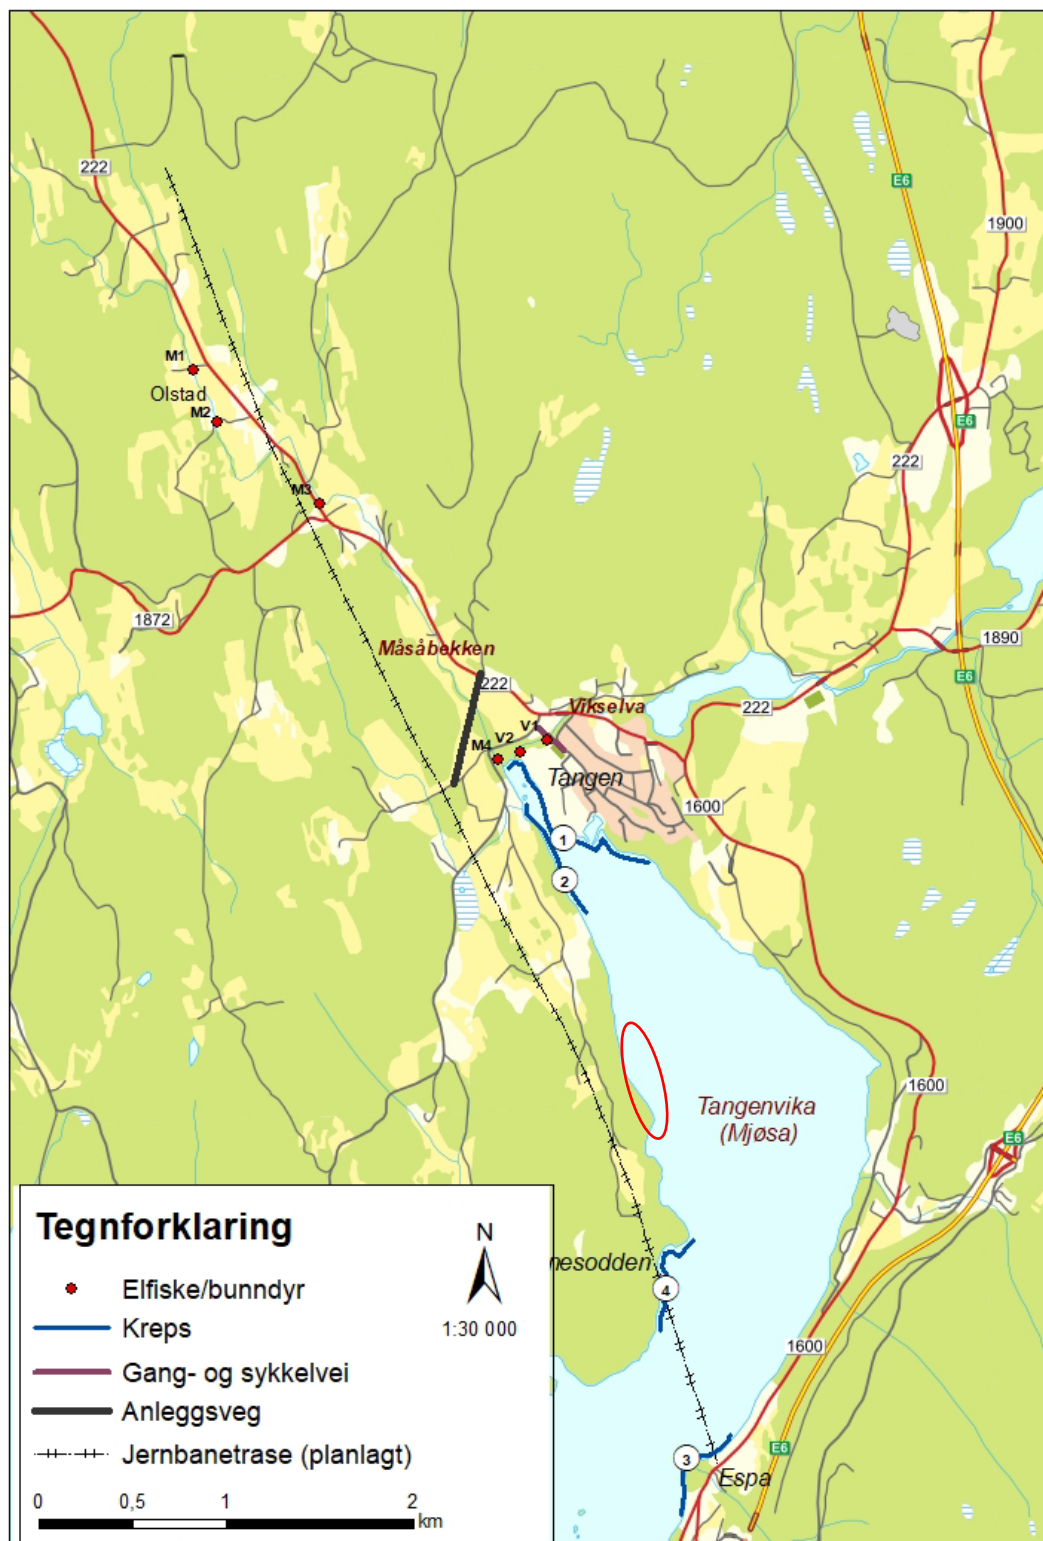 222
E6
1900
M1
Olstad
M2
E6
222
M3
1872
1890
Måsåbekken
E6
222
Vikselva
222
V1
V2
M4
Tangen
1600
1
2
1600
Tangenvika
(Mjøsa)
E6
Tegnforklaring
N
nesodden
Elfiske/bunndyr
4
Kreps
1:30 000
1600
Gang- og sykkelvei
Anleggsveg
E6
Jernbanetrase (planlagt)
3
Espa
0 0,5 1 2
km